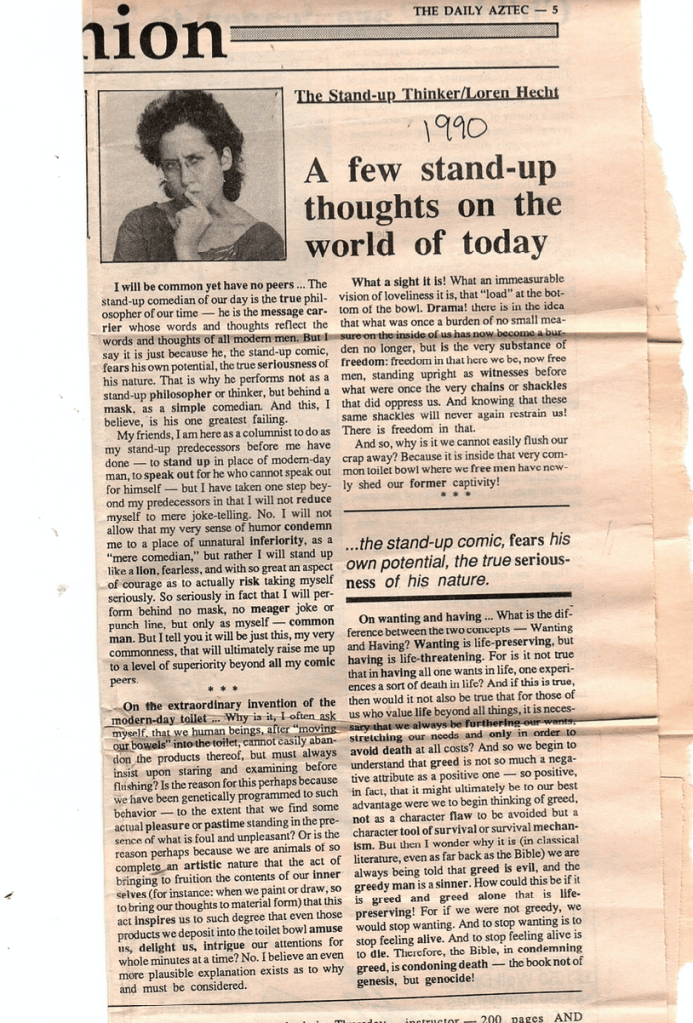 nion
THE DAILY AZTEC — 5
The Stand-up Thinker/Loren Hecht
1990
A few stand-up
thoughts on the
world of today
I will be common yet have no peers ... The
stand-up comedian of our day is the true phil-
osopher of our time — he is the message car-
rier whose words and thoughts reflect the
words and thoughts of all modern men. But I
say it is just because he, the stand-up comic,
fears his own potential, the true seriousness of
his nature. That is why he performs not as a
stand-up philosopher or thinker, but behind a
mask, as a simple comedian. And this, I
believe, is his one greatest failing.
My friends, I am here as a columnist to do as
my stand-up predecessors before me have
done — to stand up in place of modern-day
man, to speak out for he who cannot speak out
for himself — but I have taken one step bey-
ond my predecessors in that I will not reduce
myself to mere joke-telling. No. I will not
allow that my very sense of humor condemn
me to a place of unnatural inferiority, as a
"mere comedian," but rather I will stand up
like a lion, fearless, and with so great an aspect
of courage as to actually risk taking myself
seriously. So seriously in fact that I will per-
form behind no mask, no meager joke or
punch line, but only as myself — common
man. But I tell you it will be just this, my very
commonness, that will ultimately raise me up
to a level of superiority beyond all my comic
peers.
* * *
On the extraordinary invention of the
modern-day toilet ... Why is it, I often ask
myself, that we human beings, after "moving
our bowels" into the toilet, cannot easily aban-
don the products thereof, but must always
insist upon staring and examining before
flushing? Is the reason for this perhaps because
we have been genetically programmed to such
behavior — to the extent that we find some
actual pleasure or pastime standing in the pre-
sence of what is foul and unpleasant? Or is the
reason perhaps because we are animals of so
complete an artistic nature that the act of
bringing to fruition the contents of our inner
selves (for instance: when we paint or draw, so
to bring our thoughts to material form) that this
act inspires us to such degree that even those
products we deposit into the toilet bowl amuse
us, delight us, intrigue our attentions for
whole minutes at a time? No. I believe an even
more plausible explanation exists as to why
and must be considered.
What a sight it is! What an immeasurable
vision of loveliness it is, that "load" at the bot-
tom of the bowl. Drama! there is in the idea
that what was once a burden of no small mea-
sure on the inside of us has now become a bur-
den no longer, but is the very substance of
freedom: freedom in that here we be, now free
men, standing upright as witnesses before
what were once the very chains or shackles
that did oppress us. And knowing that these
same shackles will never again restrain us!
There is freedom in that.
And so, why is it we cannot easily flush our
crap away? Because it is inside that very com-
mon toilet bowl where we free men have new-
ly shed our former captivity!
* * *
...the stand-up comic, fears his
own potential, the true serious-
ness of his nature.
On wanting and having ... What is the dif-
ference between the two concepts — Wanting
and Having? Wanting is life-preserving, but
having is life-threatening. For is it not true
that in having all one wants in life, one experi-
ences a sort of death in life? And if this is true,
then would it not also be true that for those of
us who value life beyond all things, it is neces-
sary that we always be furthering our wants,
stretching our needs and only in order to
avoid death at all costs? And so we begin to
understand that greed is not so much a nega-
tive attribute as a positive one — so positive,
in fact, that it might ultimately be to our best
advantage were we to begin thinking of greed,
not as a character flaw to be avoided but a
character tool of survival or survival mechan-
ism. But then I wonder why it is (in classical
literature, even as far back as the Bible) we are
always being told that greed is evil, and the
greedy man is a sinner. How could this be if it
is greed and greed alone that is life-
preserving! For if we were not greedy, we
would stop wanting. And to stop wanting is to
stop feeling alive. And to stop feeling alive is
to die. Therefore, the Bible, in condemning
greed, is condoning death — the book not of
genesis, but genocide!
Thursday, instructor — 200 pages AND